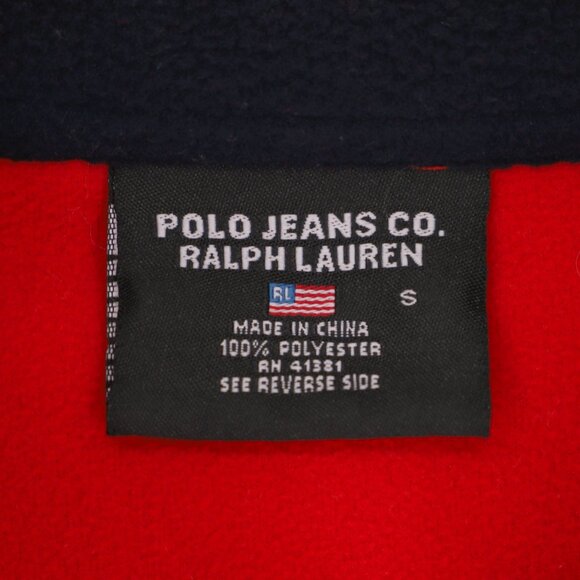 POLO JEANS CO.
RALPH LAUREN
RL
S
MADE IN CHINA
100% POLYESTER
RN 41381
SEE REVERSE SIDE